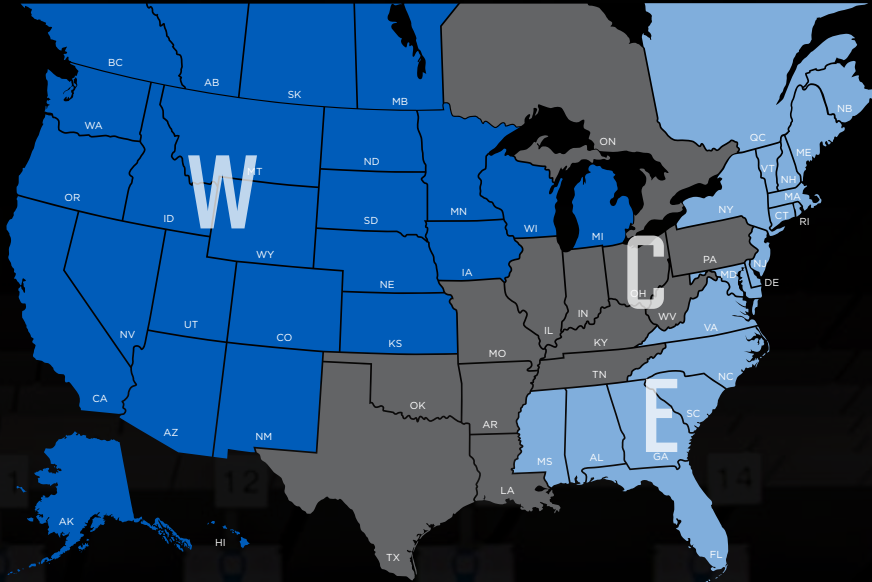 BC
AB
SK
MB
ON
QC
NB
WA
MT
ND
MN
WI
MI
NY
VT
NH
ME
MA
CT
RI
OR
ID
W
WY
SD
IA
NE
C
OH
PA
NJ
MD
DE
NV
UT
CO
KS
MO
IL
IN
KY
WV
VA
CA
AZ
NM
OK
AR
TN
NC
SC
E
GA
MS
AL
LA
TX
FL
AK
HI
1
12
14